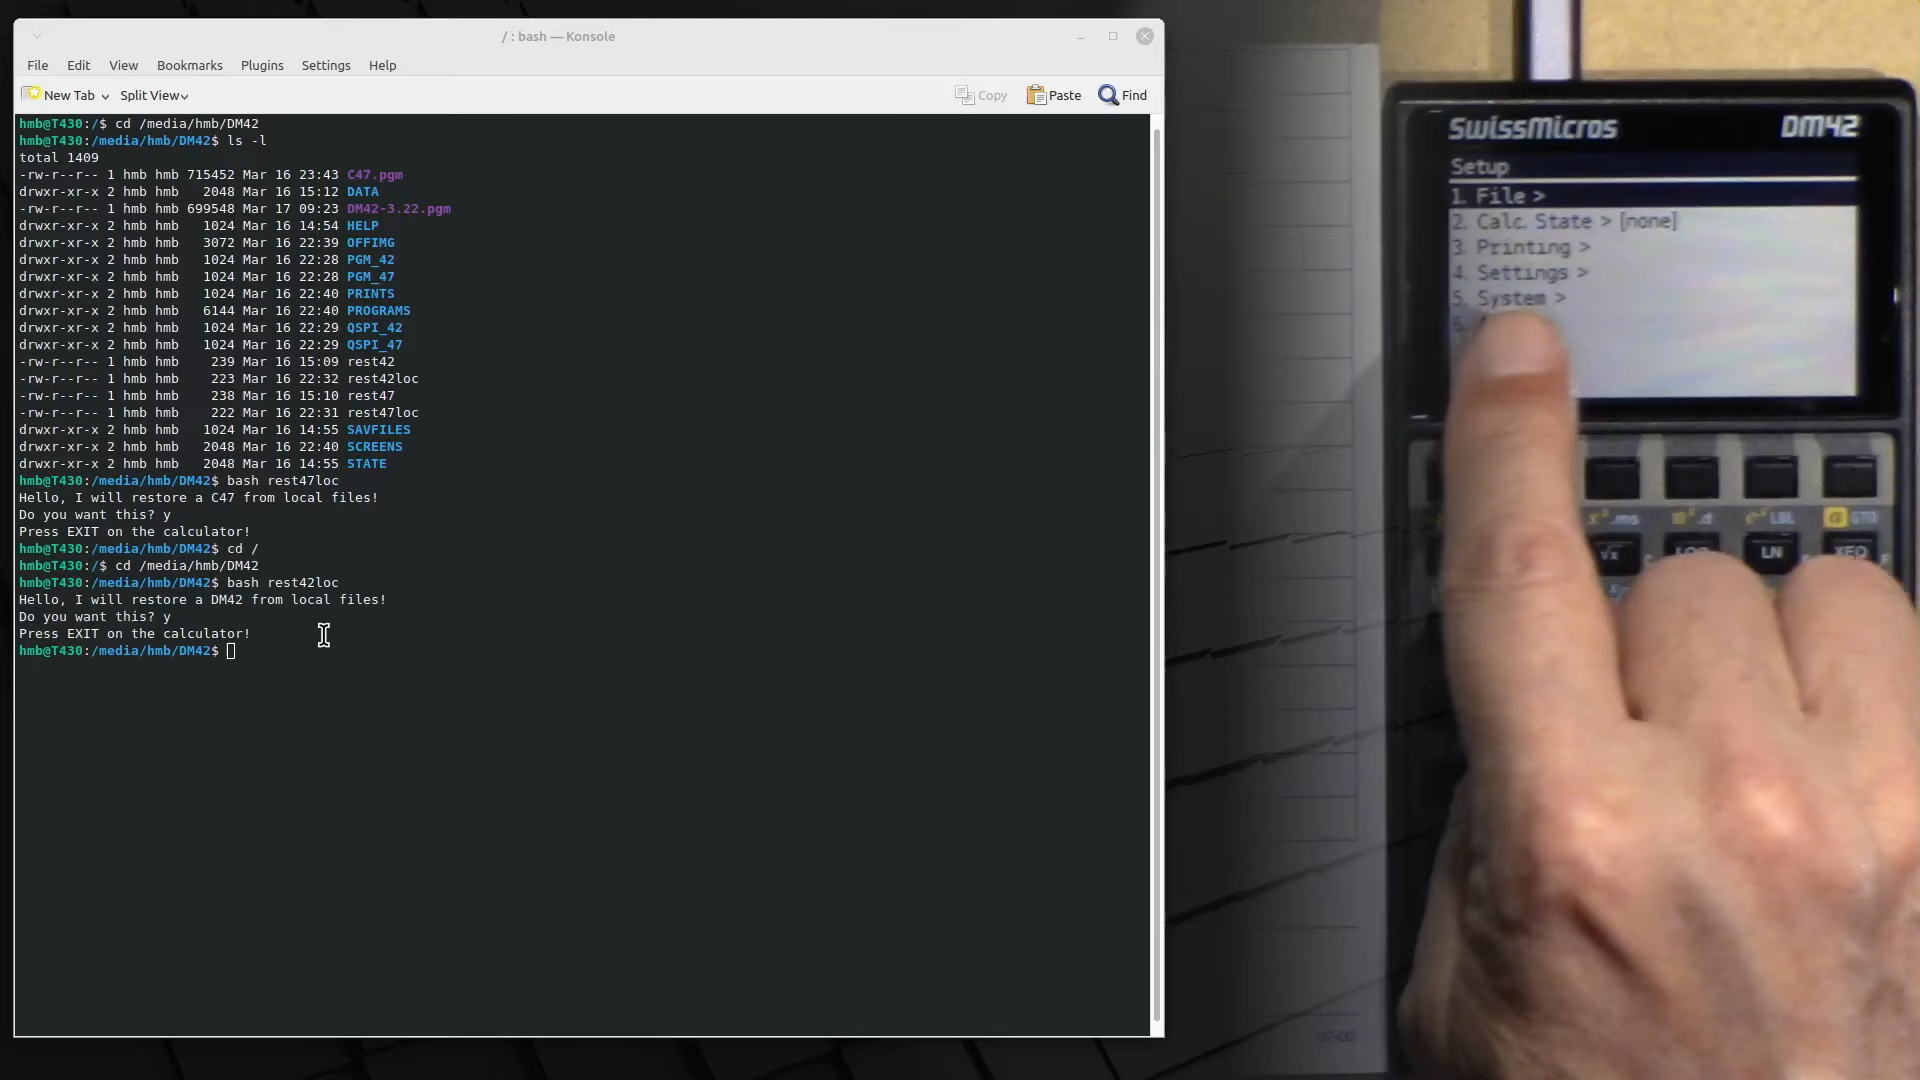 / : bash — Konsole
File Edit View Bookmarks Plugins Settings Help
New Tab Split View Copy Paste Find
hmb@T430:/$ cd /media/hmb/DM42
hmb@T430:/media/hmb/DM42$ ls -l
total 1409
-rw-r--r-- 1 hmb hmb 715452 Mar 16 23:43 C47.pgm
drwxr-xr-x 2 hmb hmb   2048 Mar 16 15:12 DATA
-rw-r--r-- 1 hmb hmb 699548 Mar 17 09:23 DM42-3.22.pgm
drwxr-xr-x 2 hmb hmb   1024 Mar 16 14:54 HELP
drwxr-xr-x 2 hmb hmb   3072 Mar 16 22:39 OFFIMG
drwxr-xr-x 2 hmb hmb   1024 Mar 16 22:28 PGM_42
drwxr-xr-x 2 hmb hmb   1024 Mar 16 22:28 PGM_47
drwxr-xr-x 2 hmb hmb   1024 Mar 16 22:40 PRINTS
drwxr-xr-x 2 hmb hmb   6144 Mar 16 22:40 PROGRAMS
drwxr-xr-x 2 hmb hmb   1024 Mar 16 22:29 QSPI_42
drwxr-xr-x 2 hmb hmb   1024 Mar 16 22:29 QSPI_47
-rw-r--r-- 1 hmb hmb    239 Mar 16 15:09 rest42
-rw-r--r-- 1 hmb hmb    223 Mar 16 22:32 rest42loc
-rw-r--r-- 1 hmb hmb    238 Mar 16 15:10 rest47
-rw-r--r-- 1 hmb hmb    222 Mar 16 22:31 rest47loc
drwxr-xr-x 2 hmb hmb   1024 Mar 16 14:55 SAVFILES
drwxr-xr-x 2 hmb hmb   2048 Mar 16 22:40 SCREENS
drwxr-xr-x 2 hmb hmb   2048 Mar 16 14:55 STATE
hmb@T430:/media/hmb/DM42$ bash rest47loc
Hello, I will restore a C47 from local files!
Do you want this? y
Press EXIT on the calculator!
hmb@T430:/media/hmb/DM42$ cd /
hmb@T430:/$ cd /media/hmb/DM42
hmb@T430:/media/hmb/DM42$ bash rest42loc
Hello, I will restore a DM42 from local files!
Do you want this? y
Press EXIT on the calculator!
hmb@T430:/media/hmb/DM42$
SwissMicros DM42
Setup
1. File >
2. Calc. State > [none]
3. Printing >
4. Settings >
5. System >
6.
x².ms 10ˣ.d eˣ LBL @ GTO
√x LOG LN XEQ